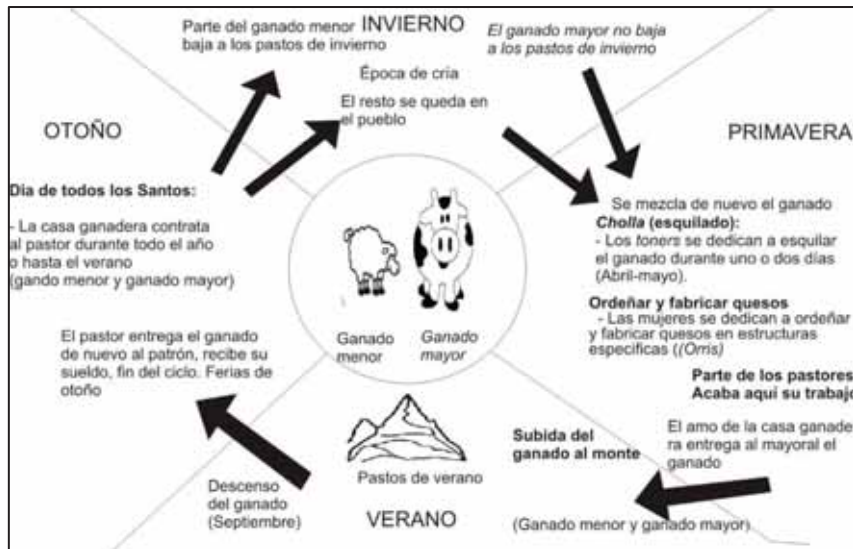 INVIERNO
Parte del ganado menor
baja a los pastos de invierno
El ganado mayor no baja
a los pastos de invierno
Época de cria
El resto se queda en
el pueblo
OTOÑO
Dia de todos los Santos:
- La casa ganadera contrata
al pastor durante todo el año
o hasta el verano
(gando menor y ganado mayor)
El pastor entrega el ganado
de nuevo al patrón, recibe su
sueldo, fin del ciclo. Ferias de
otoño
PRIMAVERA
Se mezcla de nuevo el ganado
Cholla (esquilado):
- Los toners se dedican a esquilar
el ganado durante uno o dos días
(Abril-mayo).
Ordeñar y fabricar quesos
- Las mujeres se dedican a ordeñar
y fabricar quesos en estructuras
especificas ((Orris)
Parte de los pastores
Acaba aquí su trabajo
El amo de la casa ganade
ra entrega al mayoral el
ganado
Ganado
menor
Ganado
mayor
Subida del
ganado al monte
Pastos de verano
Descenso
del ganado
(Septiembre)
VERANO
(Ganado menor y ganado mayor)